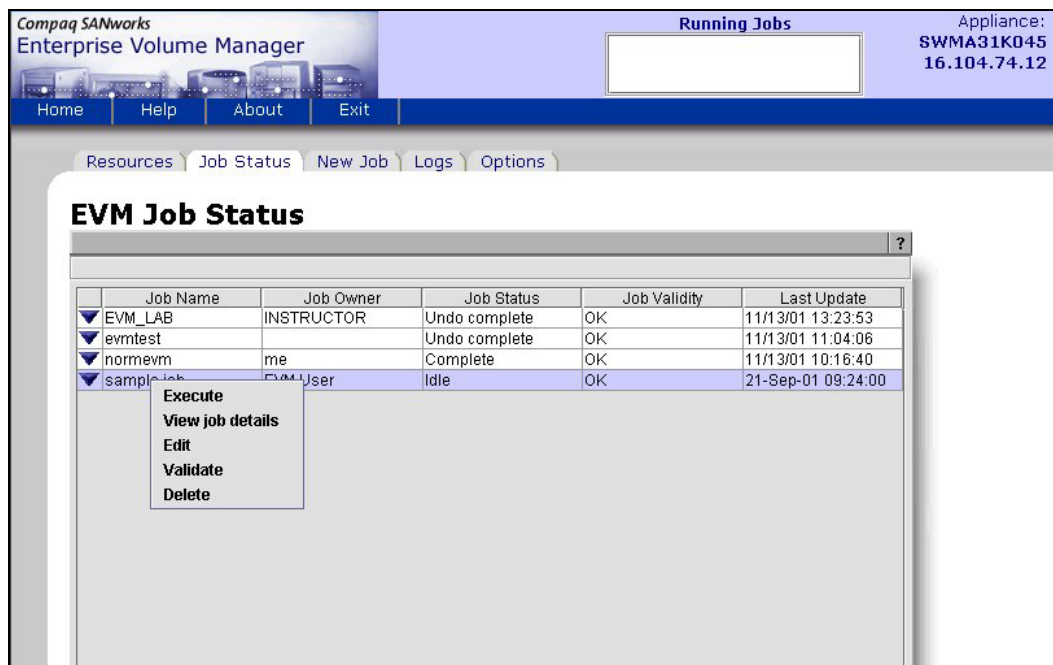 Compaq SANworks
Enterprise Volume Manager
Running Jobs
Appliance:
SWMA31K045
16.104.74.12
Home Help About Exit
Resources Job Status New Job Logs Options
EVM Job Status
?
Job Name Job Owner Job Status Job Validity Last Update
EVM_LAB INSTRUCTOR Undo complete OK 11/13/01 13:23:53
evmtest Undo complete OK 11/13/01 11:04:06
normevm me Complete OK 11/13/01 10:16:40
sample job EVM User Idle OK 21-Sep-01 09:24:00
Execute
View job details
Edit
Validate
Delete